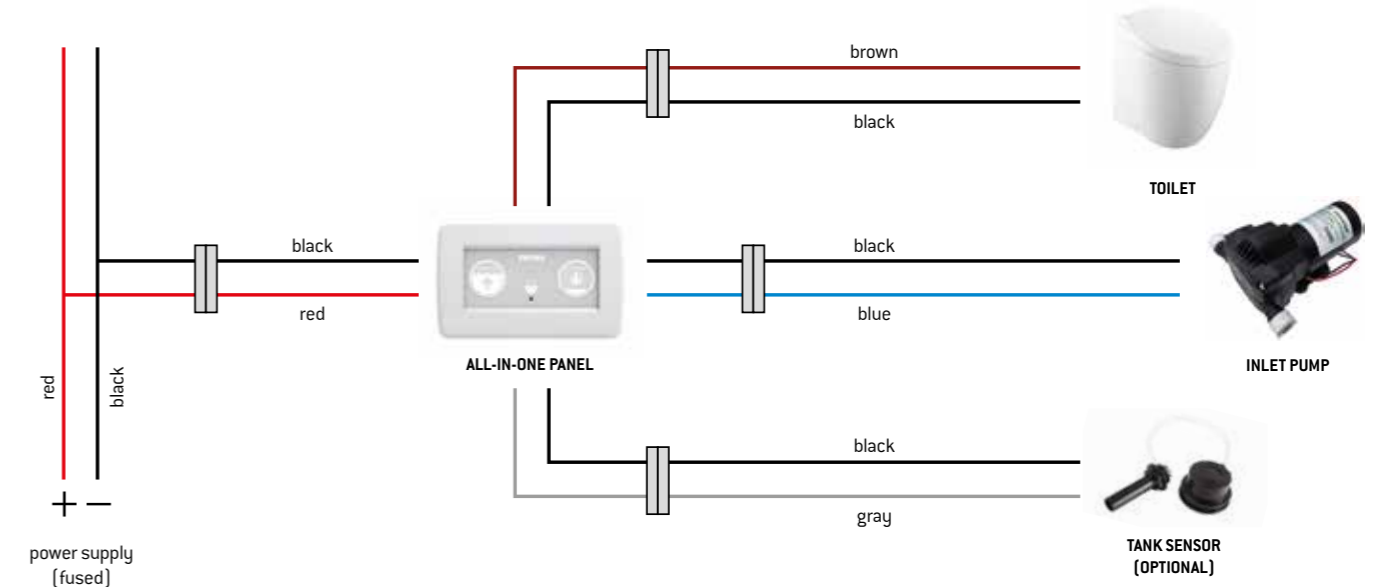 brown
black
TOILET
black
red
ALL-IN-ONE PANEL
black
blue
INLET PUMP
red
black
black
gray
TANK SENSOR
(OPTIONAL)
+ −
power supply
(fused)